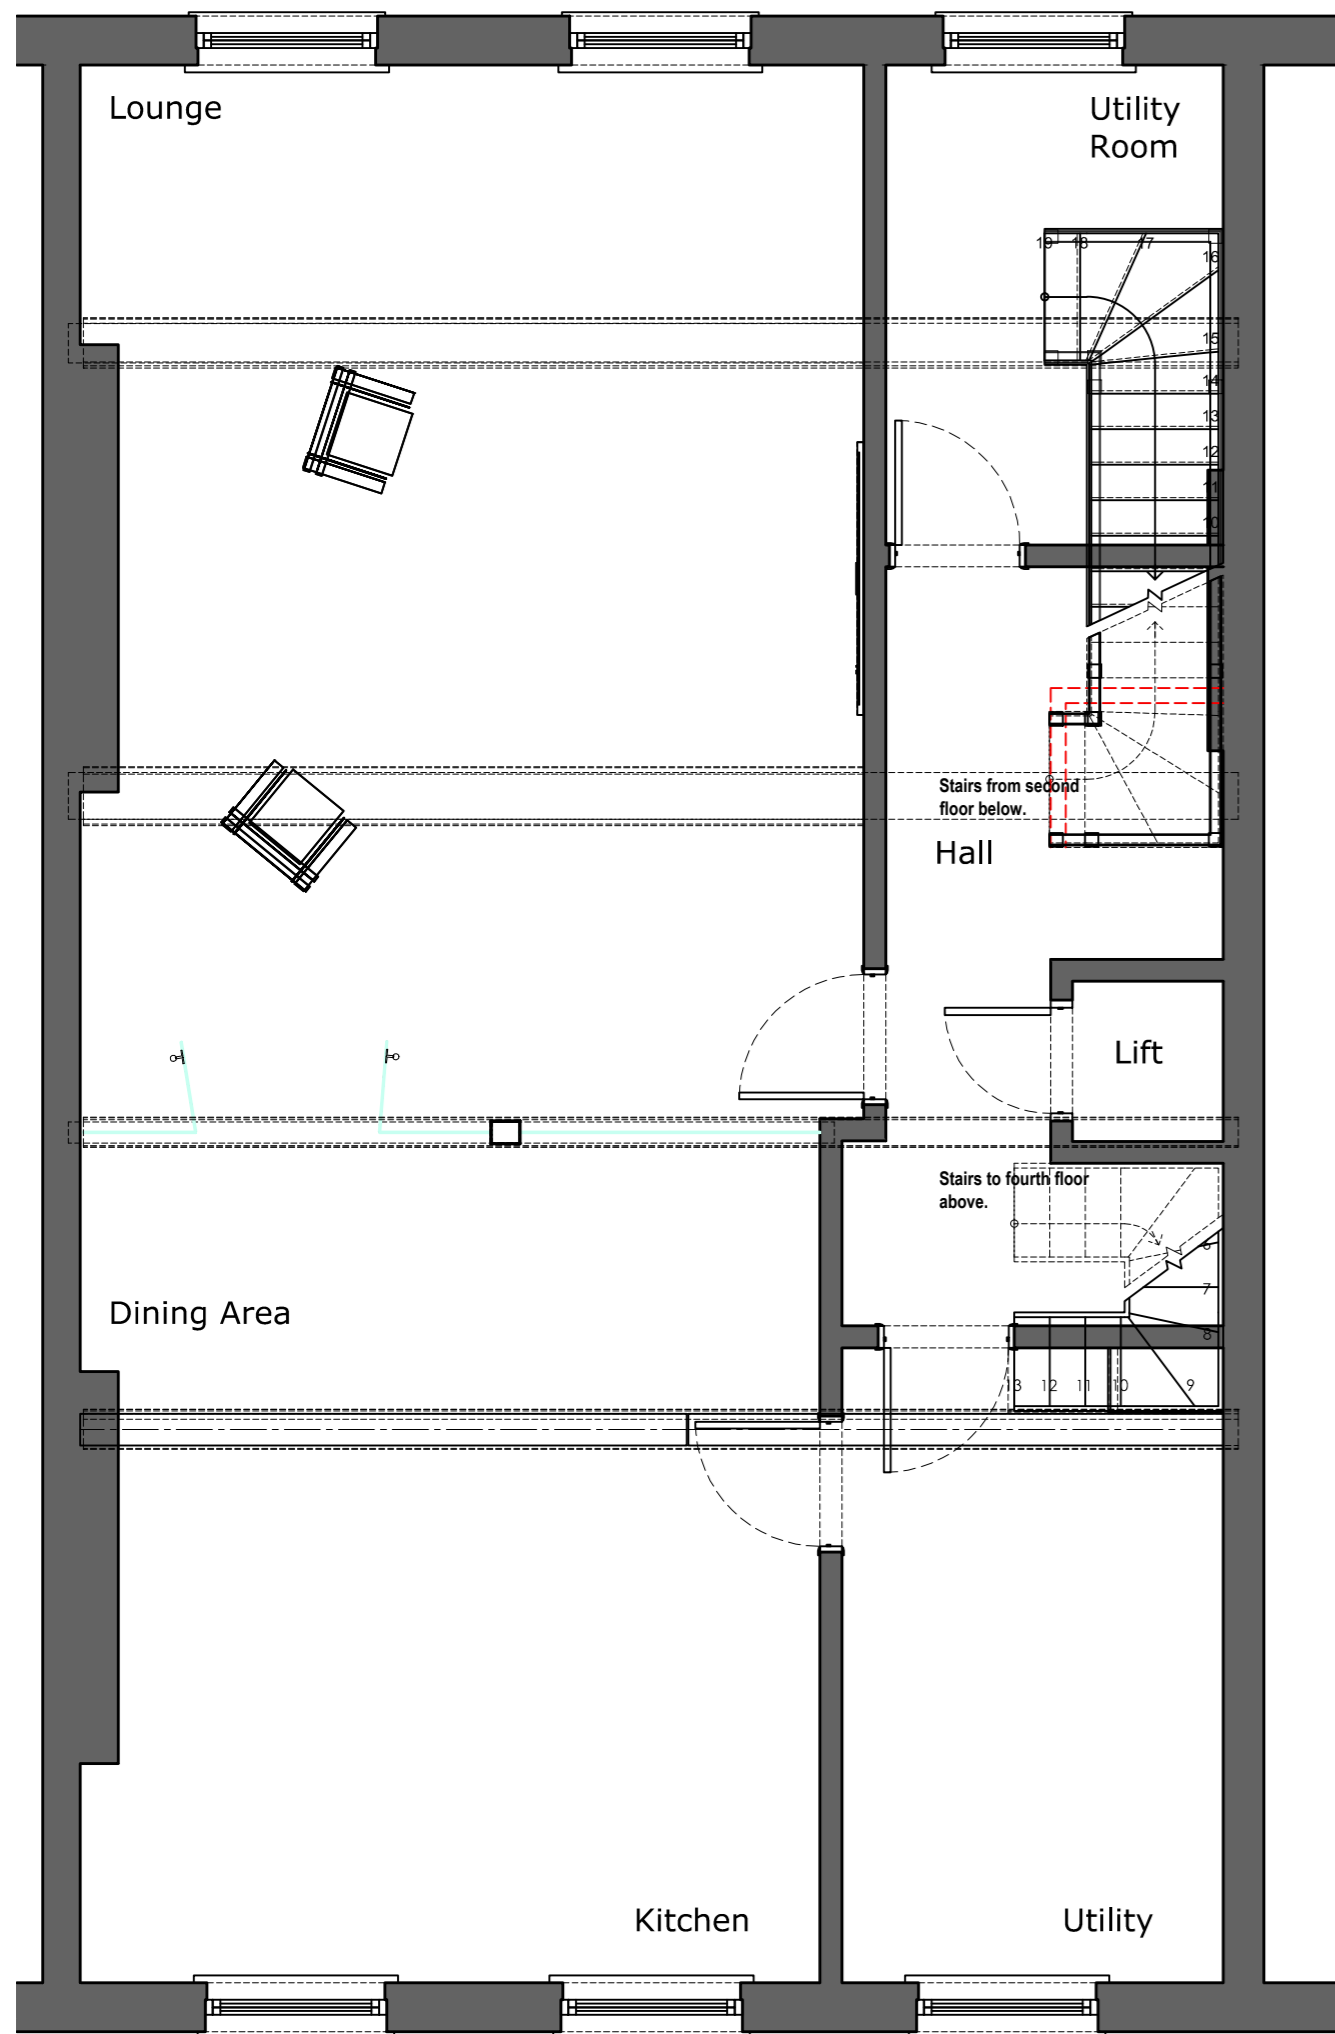 Lounge
Utility
Room
19 18 17
16
15
14
13
12
11
10
Stairs from second
floor below.
Hall
Lift
Stairs to fourth floor
above.
6
7
8
Dining Area
13 12 11 10 9
Kitchen
Utility